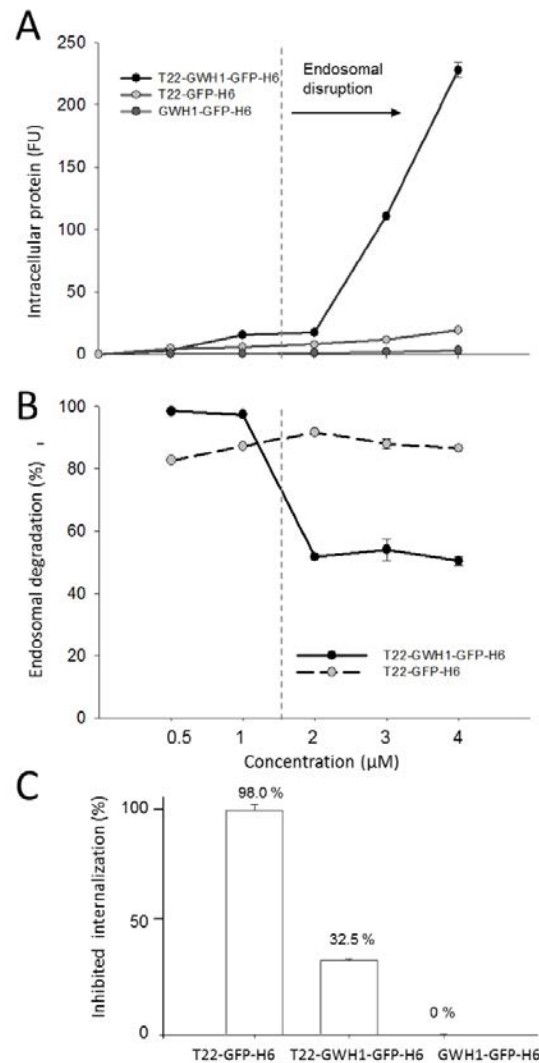 A
Intracellular protein (FU)
250
200
150
100
50
0
T22-GWH1-GFP-H6
T22-GFP-H6
GWH1-GFP-H6
Endosomal
disruption
B
Endosomal degradation (%)
100
80
60
40
20
0
T22-GWH1-GFP-H6
T22-GFP-H6
0.5 1 2 3 4
Concentration (µM)
C
Inhibited internalization (%)
100
50
0
98.0 %
32.5 %
0 %
T22-GFP-H6 T22-GWH1-GFP-H6 GWH1-GFP-H6